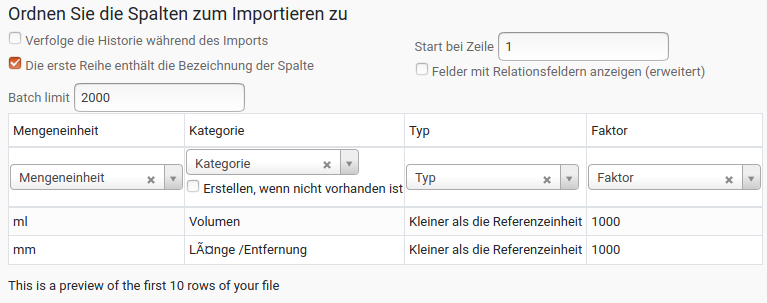 Ordnen Sie die Spalten zum Importieren zu
Verfolge die Historie während des Imports
Start bei Zeile 1
Die erste Reihe enthält die Bezeichnung der Spalte
Felder mit Relationsfeldern anzeigen (erweitert)
Batch limit 2000
Mengeneinheit Kategorie Typ Faktor
Mengeneinheit Kategorie Typ Faktor
Erstellen, wenn nicht vorhanden ist
ml Volumen Kleiner als die Referenzeinheit 1000
mm LÃ¤nge /Entfernung Kleiner als die Referenzeinheit 1000
This is a preview of the first 10 rows of your file